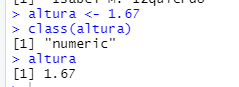 [1] "Isabel M. Izquierdo"
> altura <- 1.67
> class(altura)
[1] "numeric"
> altura
[1] 1.67
>